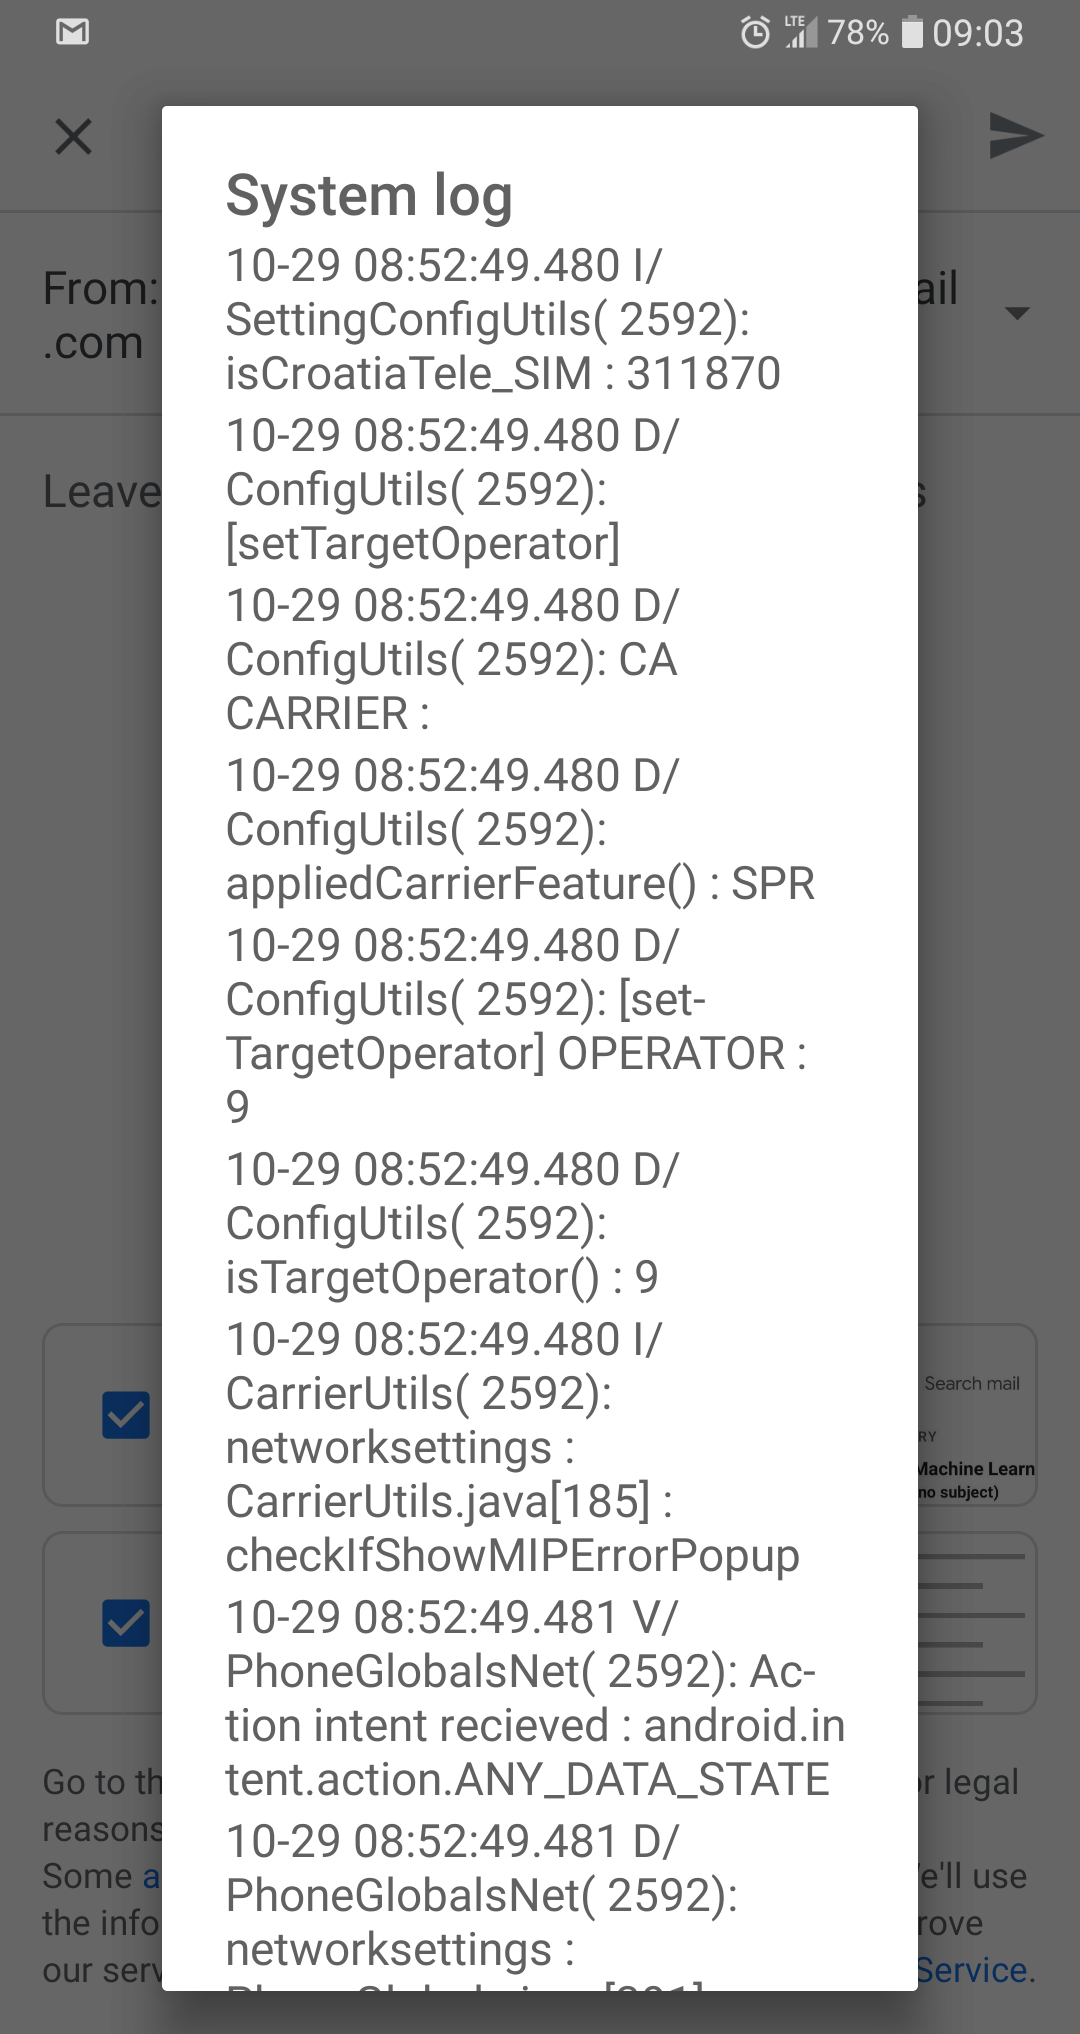 LTE 78% 09:03
System log
10-29 08:52:49.480 I/
SettingConfigUtils( 2592):
isCroatiaTele_SIM : 311870
10-29 08:52:49.480 D/
ConfigUtils( 2592):
[setTargetOperator]
10-29 08:52:49.480 D/
ConfigUtils( 2592): CA
CARRIER :
10-29 08:52:49.480 D/
ConfigUtils( 2592):
appliedCarrierFeature() : SPR
10-29 08:52:49.480 D/
ConfigUtils( 2592): [set-
TargetOperator] OPERATOR :
9
10-29 08:52:49.480 D/
ConfigUtils( 2592):
isTargetOperator() : 9
10-29 08:52:49.480 I/
CarrierUtils( 2592):
networksettings :
CarrierUtils.java[185] :
checkIfShowMIPErrorPopup
10-29 08:52:49.481 V/
PhoneGlobalsNet( 2592): Ac-
tion intent recieved : android.in
tent.action.ANY_DATA_STATE
10-29 08:52:49.481 D/
PhoneGlobalsNet( 2592):
networksettings :
From:
.com
Leave
Search mail
Machine Learn
no subject)
Go to th
r legal
reasons
Some a
e'll use
the info
rove
our serv
Service.